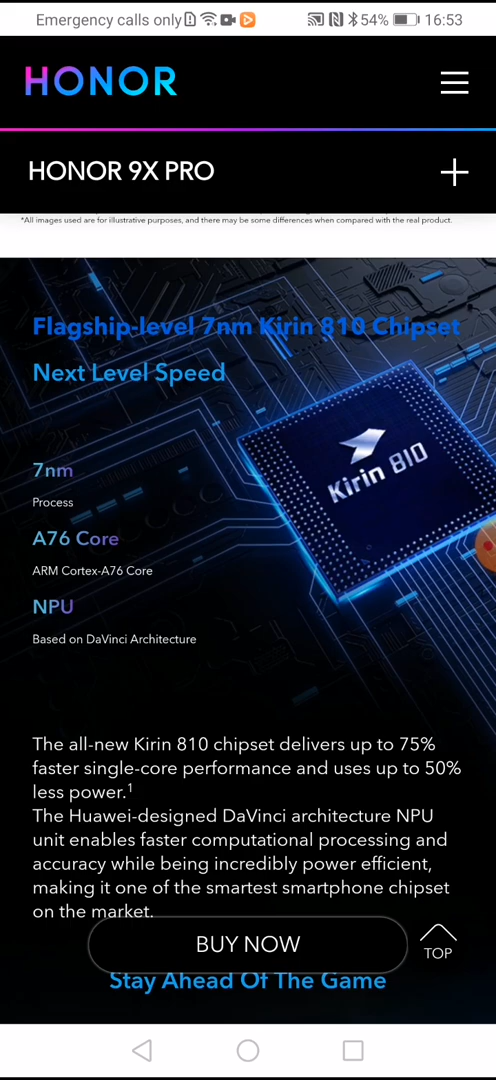 Emergency calls only 54% 16:53
HONOR
HONOR 9X PRO
*All images used are for illustrative purposes, and there may be some differences when compared with the real product.
Flagship-level 7nm Kirin 810 Chipset
Next Level Speed
Kirin 810
7nm
Process
A76 Core
ARM Cortex-A76 Core
NPU
Based on DaVinci Architecture
The all-new Kirin 810 chipset delivers up to 75%
faster single-core performance and uses up to 50%
less power.¹
The Huawei-designed DaVinci architecture NPU
unit enables faster computational processing and
accuracy while being incredibly power efficient,
making it one of the smartest smartphone chipset
on the market.
BUY NOW
TOP
Stay Ahead Of The Game